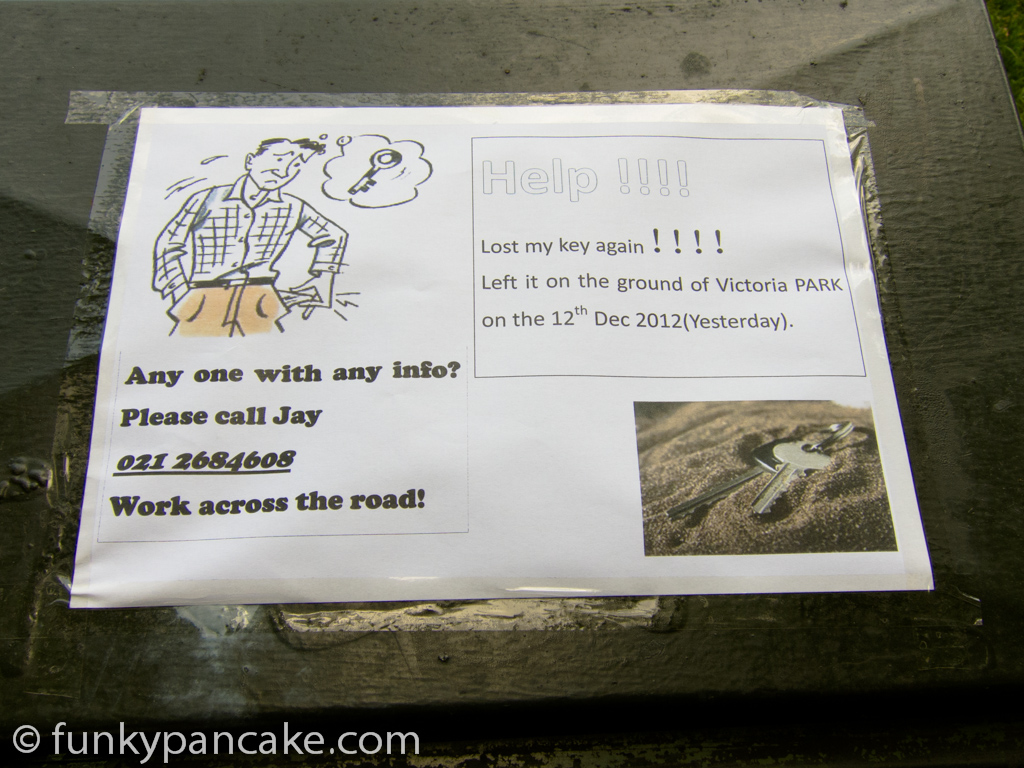 Help !!!!
Lost my key again !!!!
Left it on the ground of Victoria PARK
on the 12th Dec 2012(Yesterday).
Any one with any info?
Please call Jay
021 2684608
Work across the road!
© funkypancake.com